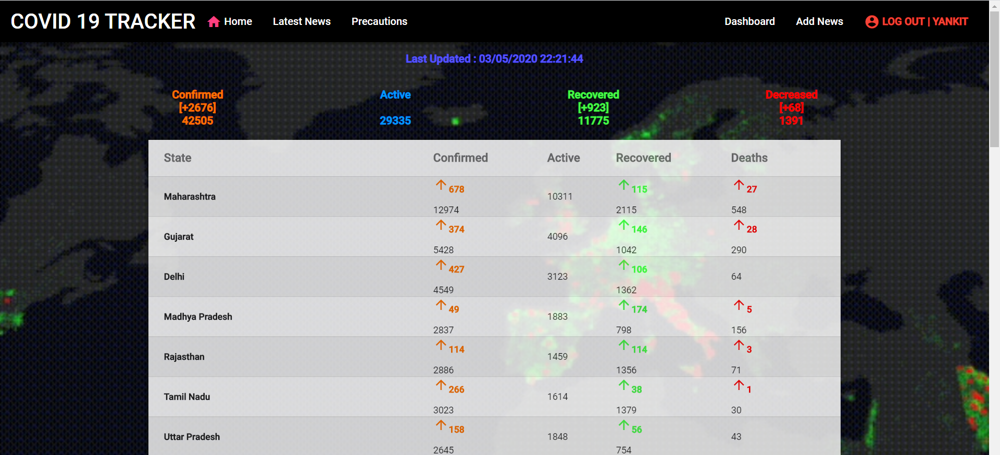 COVID 19 TRACKER Home Latest News Precautions Dashboard Add News LOG OUT | YANKIT
Last Updated : 03/05/2020 22:21:44
Confirmed Active Recovered Decreased
[+2676] [+923] [+68]
42505 29335 11775 1391
State Confirmed Active Recovered Deaths
↑ 678 ↑ 115 ↑ 27
Maharashtra 10311
12974 2115 548
↑ 374 ↑ 146 ↑ 28
Gujarat 4096
5428 1042 290
↑ 427 ↑ 106
Delhi 3123 64
4549 1362
↑ 49 ↑ 174 ↑ 5
Madhya Pradesh 1883
2837 798 156
↑ 114 ↑ 114 ↑ 3
Rajasthan 1459
2886 1356 71
↑ 266 ↑ 38 ↑ 1
Tamil Nadu 1614
3023 1379 30
↑ 158 ↑ 56
Uttar Pradesh 1848 43
2645 754